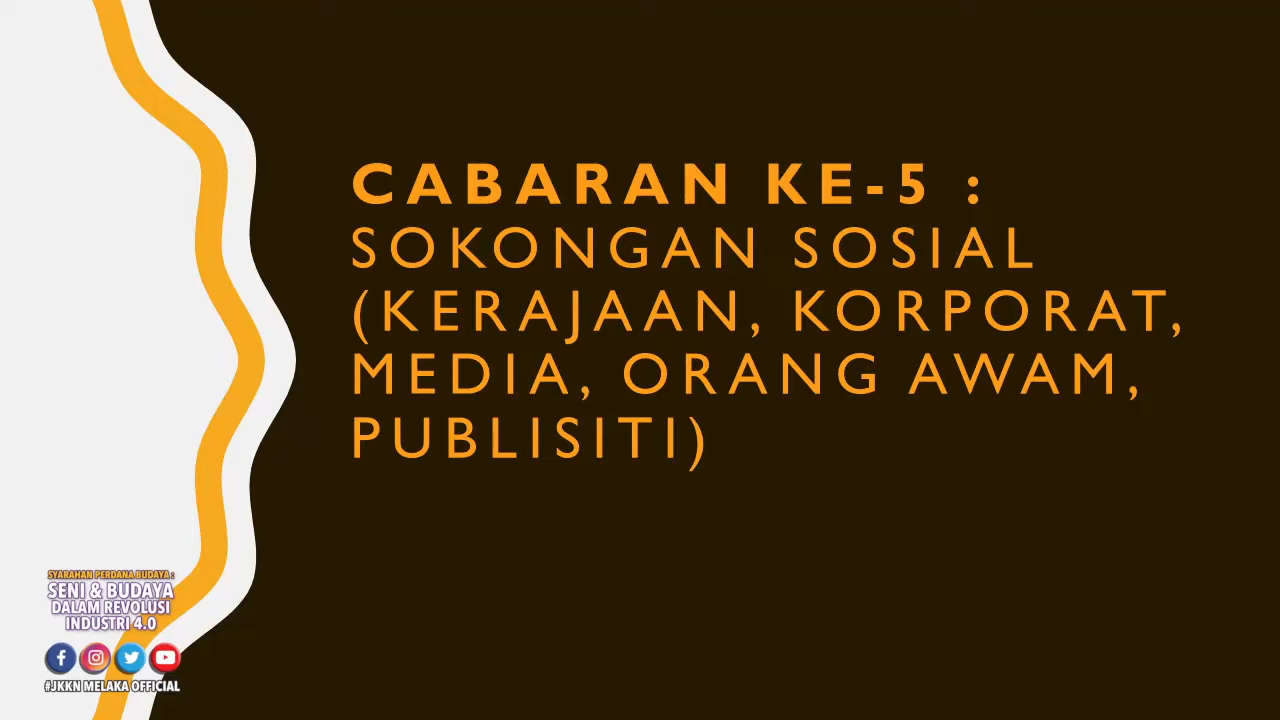 CABARAN KE-5 :
SOKONGAN SOSIAL
(KERAJAAN, KORPORAT,
MEDIA, ORANG AWAM,
PUBLISITI)
SYARAHAN PERDANA BUDAYA :
SENI & BUDAYA
DALAM REVOLUSI
INDUSTRI 4.0
#JKKN MELAKA OFFICIAL